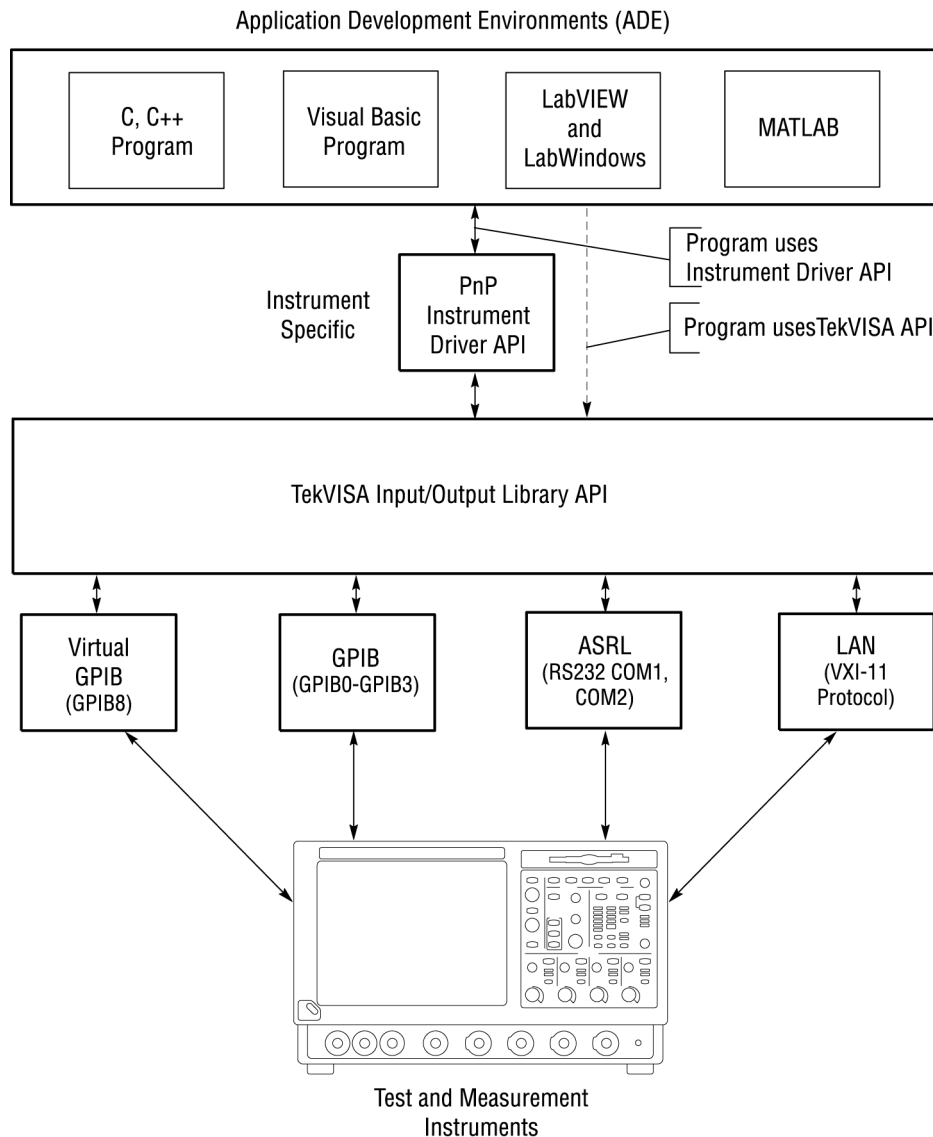 Application Development Environments (ADE)
C, C++
Program
Visual Basic
Program
LabVIEW
and
LabWindows
MATLAB
Program uses
Instrument Driver API
Instrument
Specific
PnP
Instrument
Driver API
Program usesTekVISA API
TekVISA Input/Output Library API
Virtual
GPIB
(GPIB8)
GPIB
(GPIB0-GPIB3)
ASRL
(RS232 COM1,
COM2)
LAN
(VXI-11
Protocol)
Test and Measurement
Instruments